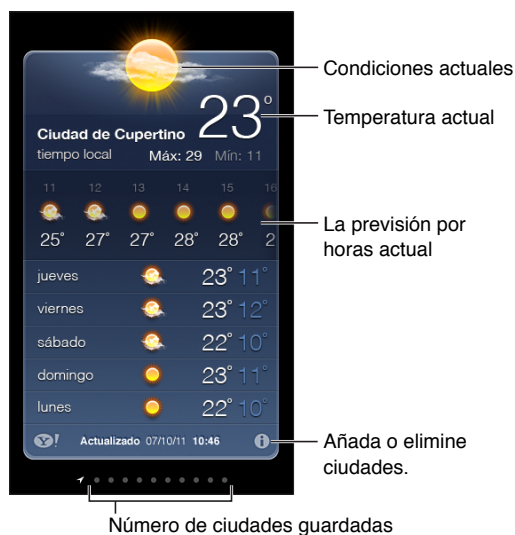 Condiciones actuales
23°
Temperatura actual
Ciudad de Cupertino
tiempo local Máx: 29 Mín: 11
11 12 13 14 15 16
25° 27° 27° 28° 28° 2
La previsión por
horas actual
jueves 23° 11°
viernes 23° 12°
sábado 22° 10°
domingo 23° 11°
lunes 22° 10°
Y! Actualizado 07/10/11 10:46 i
Añada o elimine
ciudades.
Número de ciudades guardadas